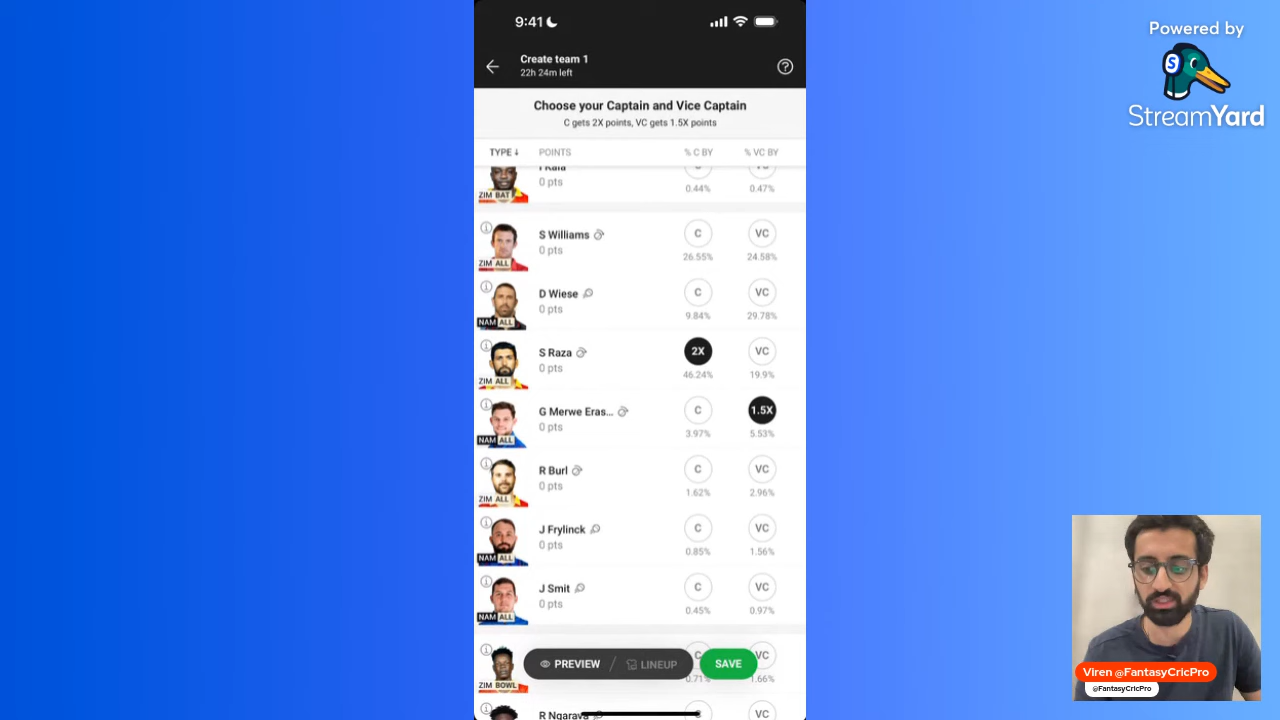 9:41
Powered by
S
StreamYard
Create team 1
22h 24m left
?
Choose your Captain and Vice Captain
C gets 2X points, VC gets 1.5X points
TYPE ↓ POINTS % C BY % VC BY
I Kaia
ZIM BAT 0 pts 0.44% 0.47%
S Williams C VC
ZIM ALL 0 pts 26.55% 24.58%
D Wiese C VC
NAM ALL 0 pts 9.84% 29.78%
S Raza 2X VC
ZIM ALL 0 pts 46.24% 19.9%
G Merwe Eras... C 1.5X
NAM ALL 0 pts 3.97% 5.53%
R Burl C VC
ZIM ALL 0 pts 1.62% 2.96%
J Frylinck C VC
NAM ALL 0 pts 0.85% 1.56%
J Smit C VC
NAM ALL 0 pts 0.45% 0.97%
C VC
PREVIEW / LINEUP SAVE
ZIM BOWL 0.71% 1.66%
R Ngarava C VC
Viren @FantasyCricPro
@FantasyCricPro